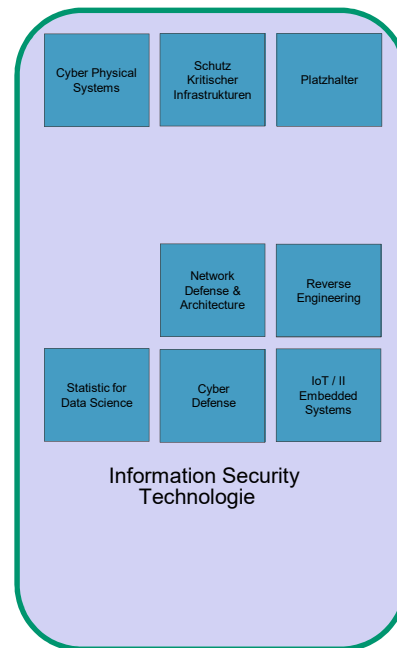 Cyber Physical
Systems
Schutz
Kritischer
Infrastrukturen
Platzhalter
Network
Defense &
Architecture
Reverse
Engineering
Statistic for
Data Science
Cyber
Defense
IoT / II
Embedded
Systems
Information Security
Technologie